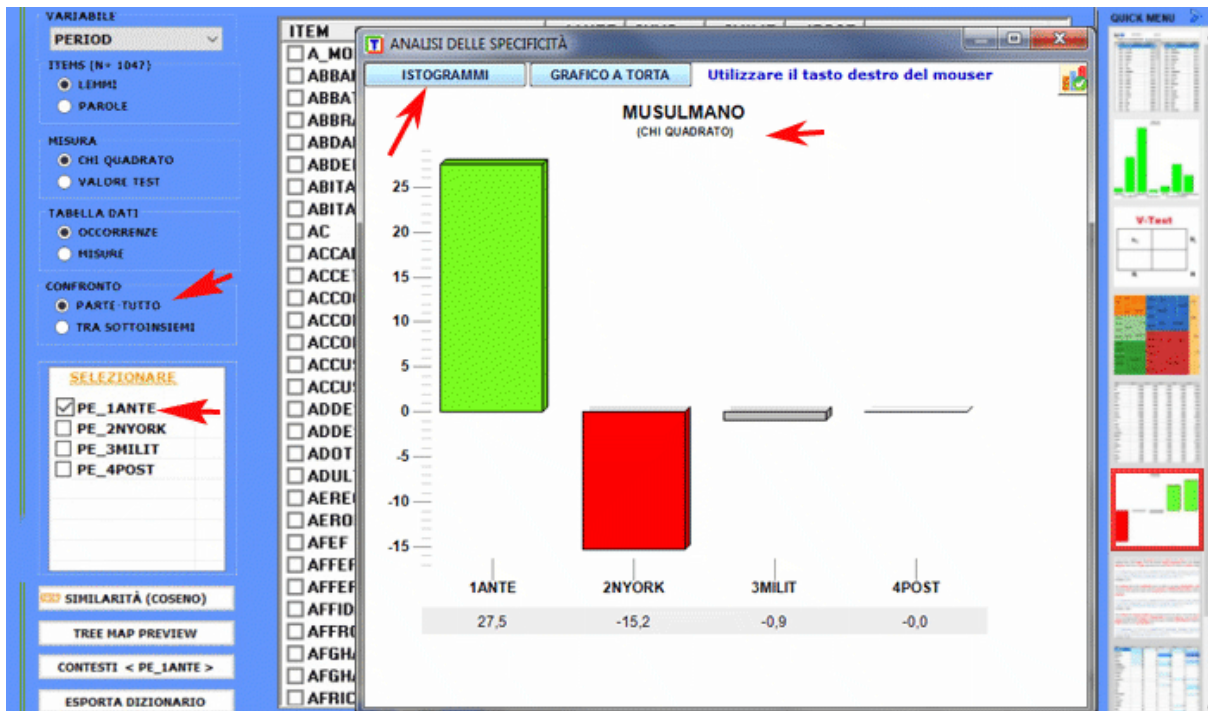 VARIABILE
PERIOD
ITEMS (N= 1047)
LEMMI
PAROLE
MISURA
CHI QUADRATO
VALORE TEST
TABELLA DATI
OCCORRENZE
MISURE
CONFRONTO
PARTE-TUTTO
TRA SOTTOINSIEMI
SELEZIONARE
PE_1ANTE
PE_2NYORK
PE_3MILIT
PE_4POST
SIMILARITÀ (COSENO)
TREE MAP PREVIEW
CONTESTI < PE_1ANTE >
ESPORTA DIZIONARIO
ITEM
A_MO
ABBAI
ABBAT
ABBR
ABDA
ABDE
ABITA
ABITA
AC
ACCA
ACCE
ACCO
ACCO
ACCO
ACCU
ACCU
ADDE
ADDE
ADOT
ADUL
AERE
AERO
AFEF
AFFEF
AFFEF
AFFID
AFFR
AFGH
AFGH
AFRIC
ANALISI DELLE SPECIFICITÀ
ISTOGRAMMI GRAFICO A TORTA Utilizzare il tasto destro del mouser
MUSULMANO
(CHI QUADRATO)
25
20
15
10
5
0
-5
-10
-15
1ANTE 2NYORK 3MILIT 4POST
27,5 -15,2 -0,9 -0,0
QUICK MENU
V-Test